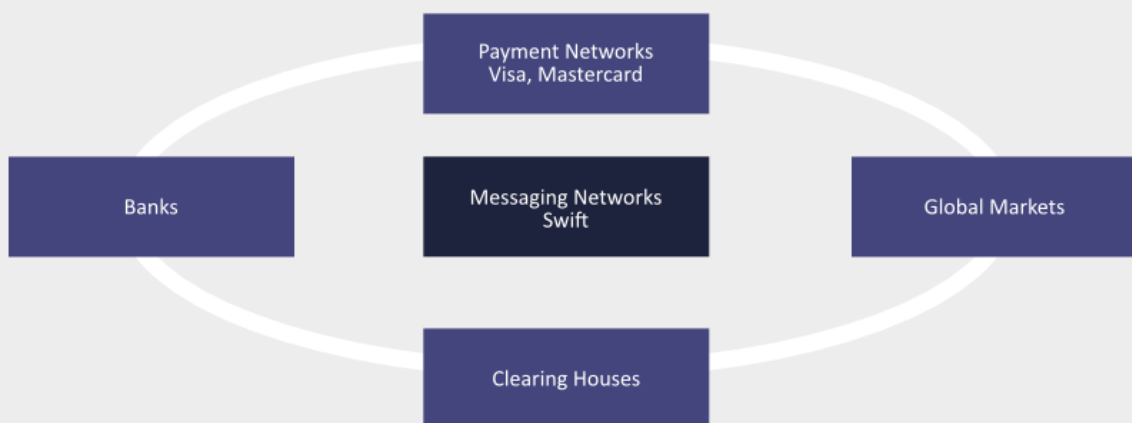 Payment Networks
Visa, Mastercard
Banks
Messaging Networks
Swift
Global Markets
Clearing Houses